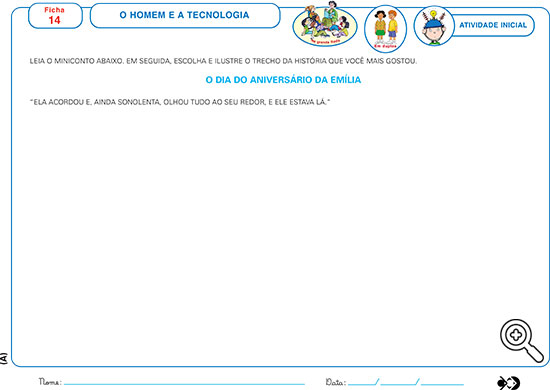 Ficha
14
O HOMEM E A TECNOLOGIA
Em duplas
ATIVIDADE INICIAL
LEIA O MINICONTO ABAIXO. EM SEGUIDA, ESCOLHA E ILUSTRE O TRECHO DA HISTÓRIA QUE VOCÊ MAIS GOSTOU.
O DIA DO ANIVERSÁRIO DA EMÍLIA
"ELA ACORDOU E, AINDA SONOLENTA, OLHOU TUDO AO SEU REDOR, E ELE ESTAVA LÁ."
(A)
Nome:
Data: / /